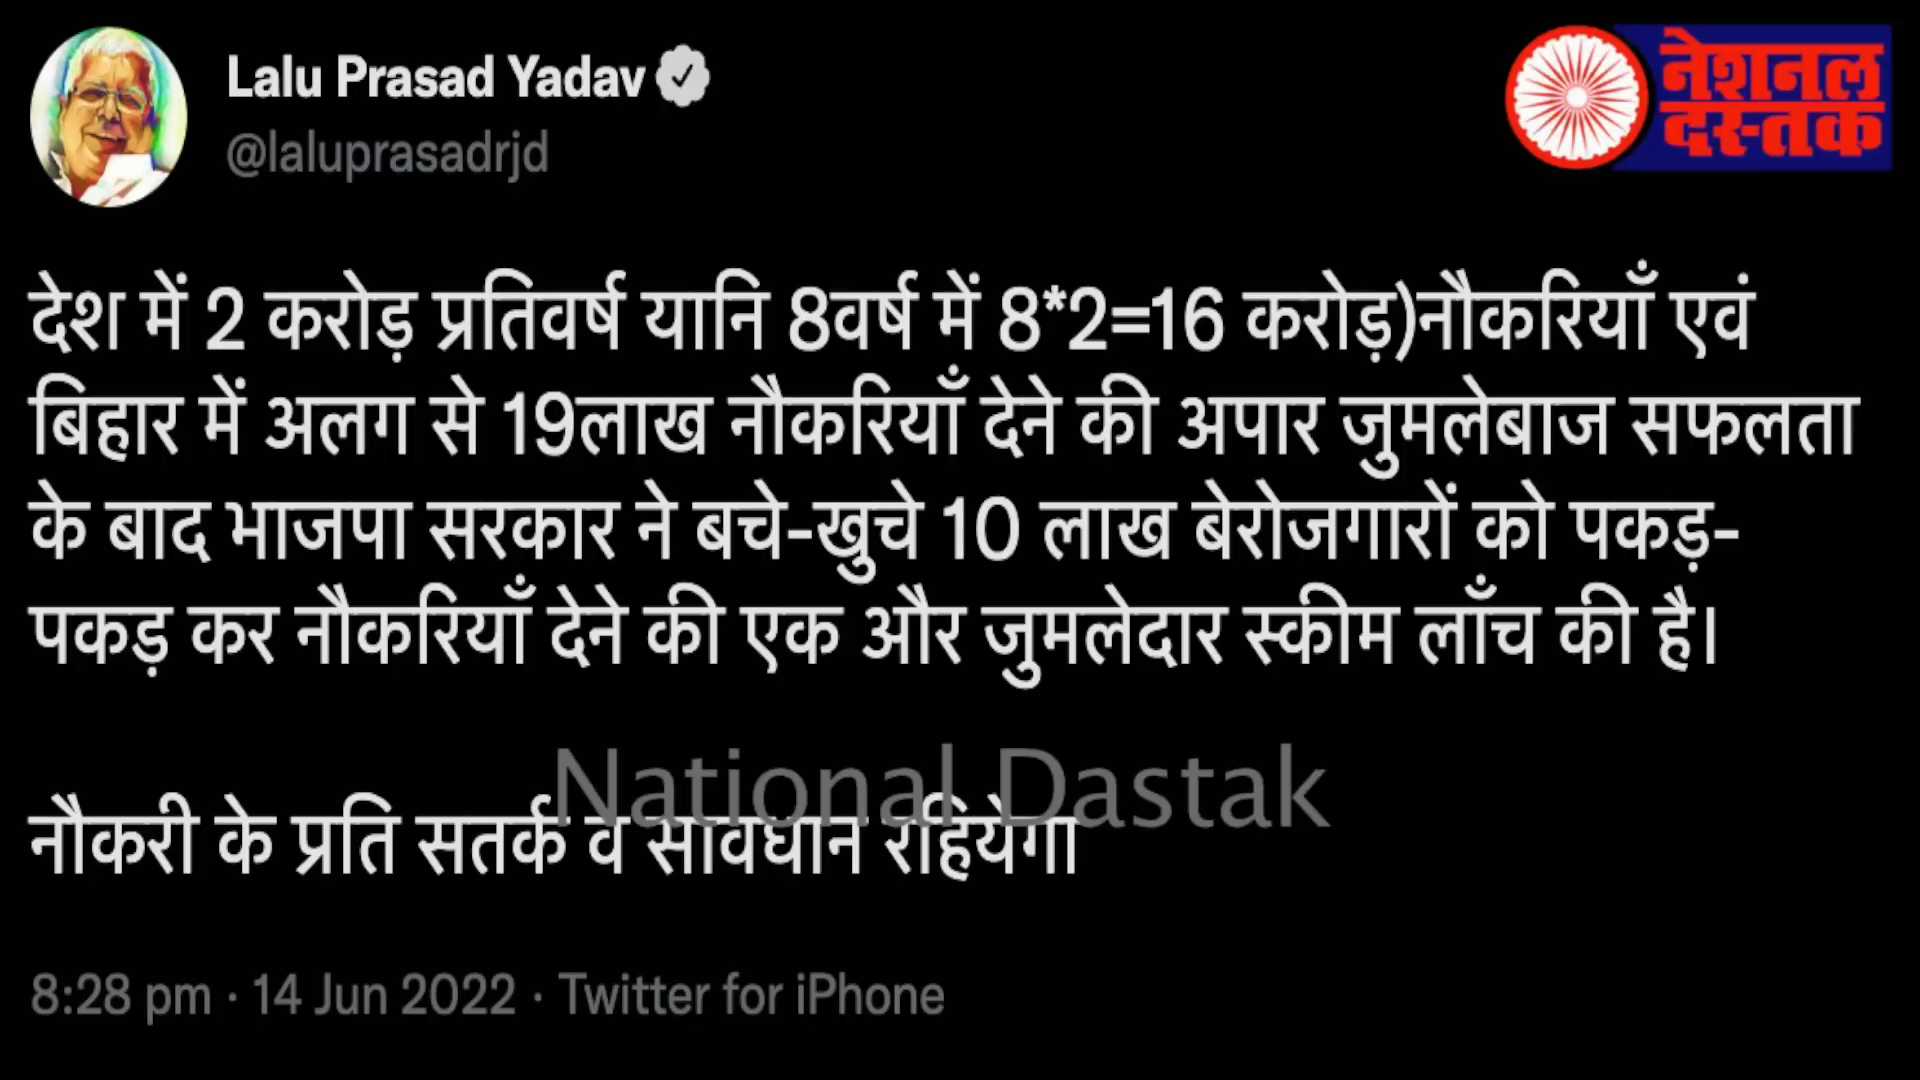 Lalu Prasad Yadav
@laluprasadrjd
नेशनल
दस्तक
देश में 2 करोड़ प्रतिवर्ष यानि 8वर्ष में 8*2=16 करोड़)नौकरियाँ एवं
बिहार में अलग से 19लाख नौकरियाँ देने की अपार जुमलेबाज सफलता
के बाद भाजपा सरकार ने बचे-खुचे 10 लाख बेरोजगारों को पकड़-
पकड़ कर नौकरियाँ देने की एक और जुमलेदार स्कीम लाँच की है।
National Dastak
नौकरी के प्रति सतर्क व सावधान रहियेगा
8:28 pm · 14 Jun 2022 · Twitter for iPhone